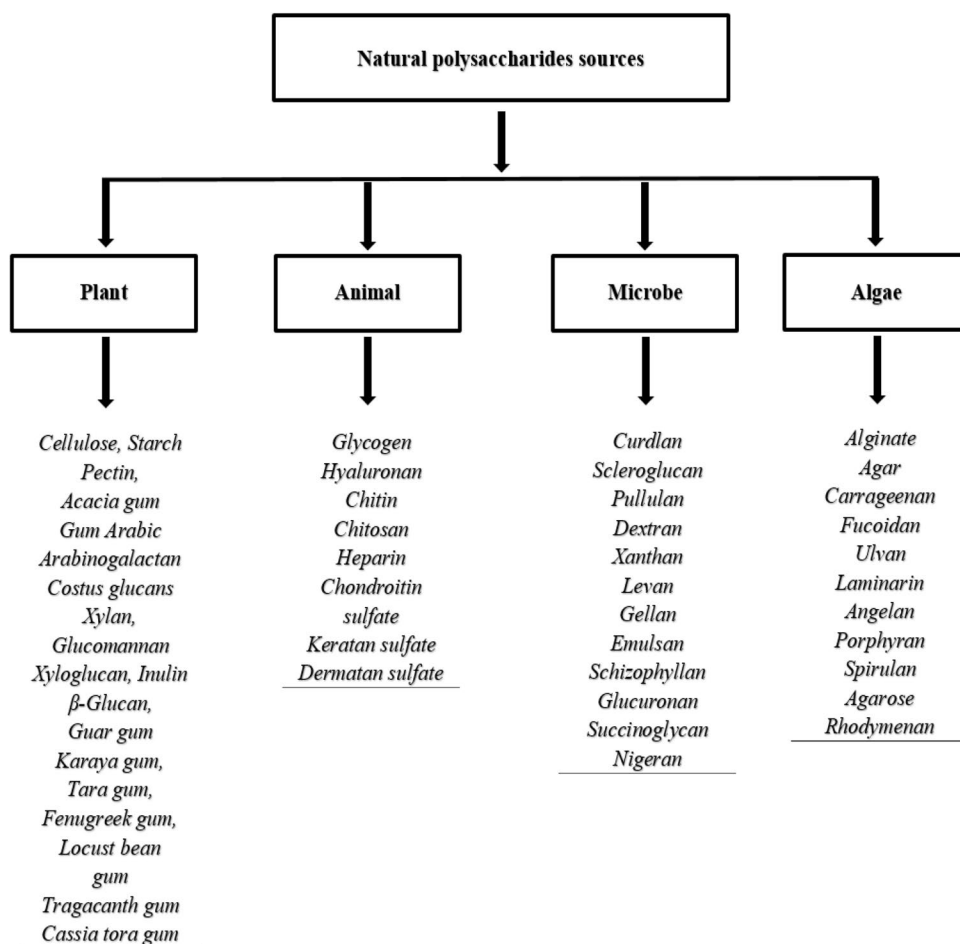 Natural polysaccharides sources
Plant
Animal
Microbe
Algae
Cellulose, Starch
Pectin,
Acacia gum
Gum Arabic
Arabinogalactan
Costus glucans
Xylan,
Glucomannan
Xyloglucan, Inulin
β-Glucan,
Guar gum
Karaya gum,
Tara gum,
Fenugreek gum,
Locust bean
gum
Tragacanth gum
Cassia tora gum
Glycogen
Hyaluronan
Chitin
Chitosan
Heparin
Chondroitin
sulfate
Keratan sulfate
Dermatan sulfate
Curdlan
Scleroglucan
Pullulan
Dextran
Xanthan
Levan
Gellan
Emulsan
Schizophyllan
Glucuronan
Succinoglycan
Nigeran
Alginate
Agar
Carrageenan
Fucoidan
Ulvan
Laminarin
Angelan
Porphyran
Spirulan
Agarose
Rhodymenan